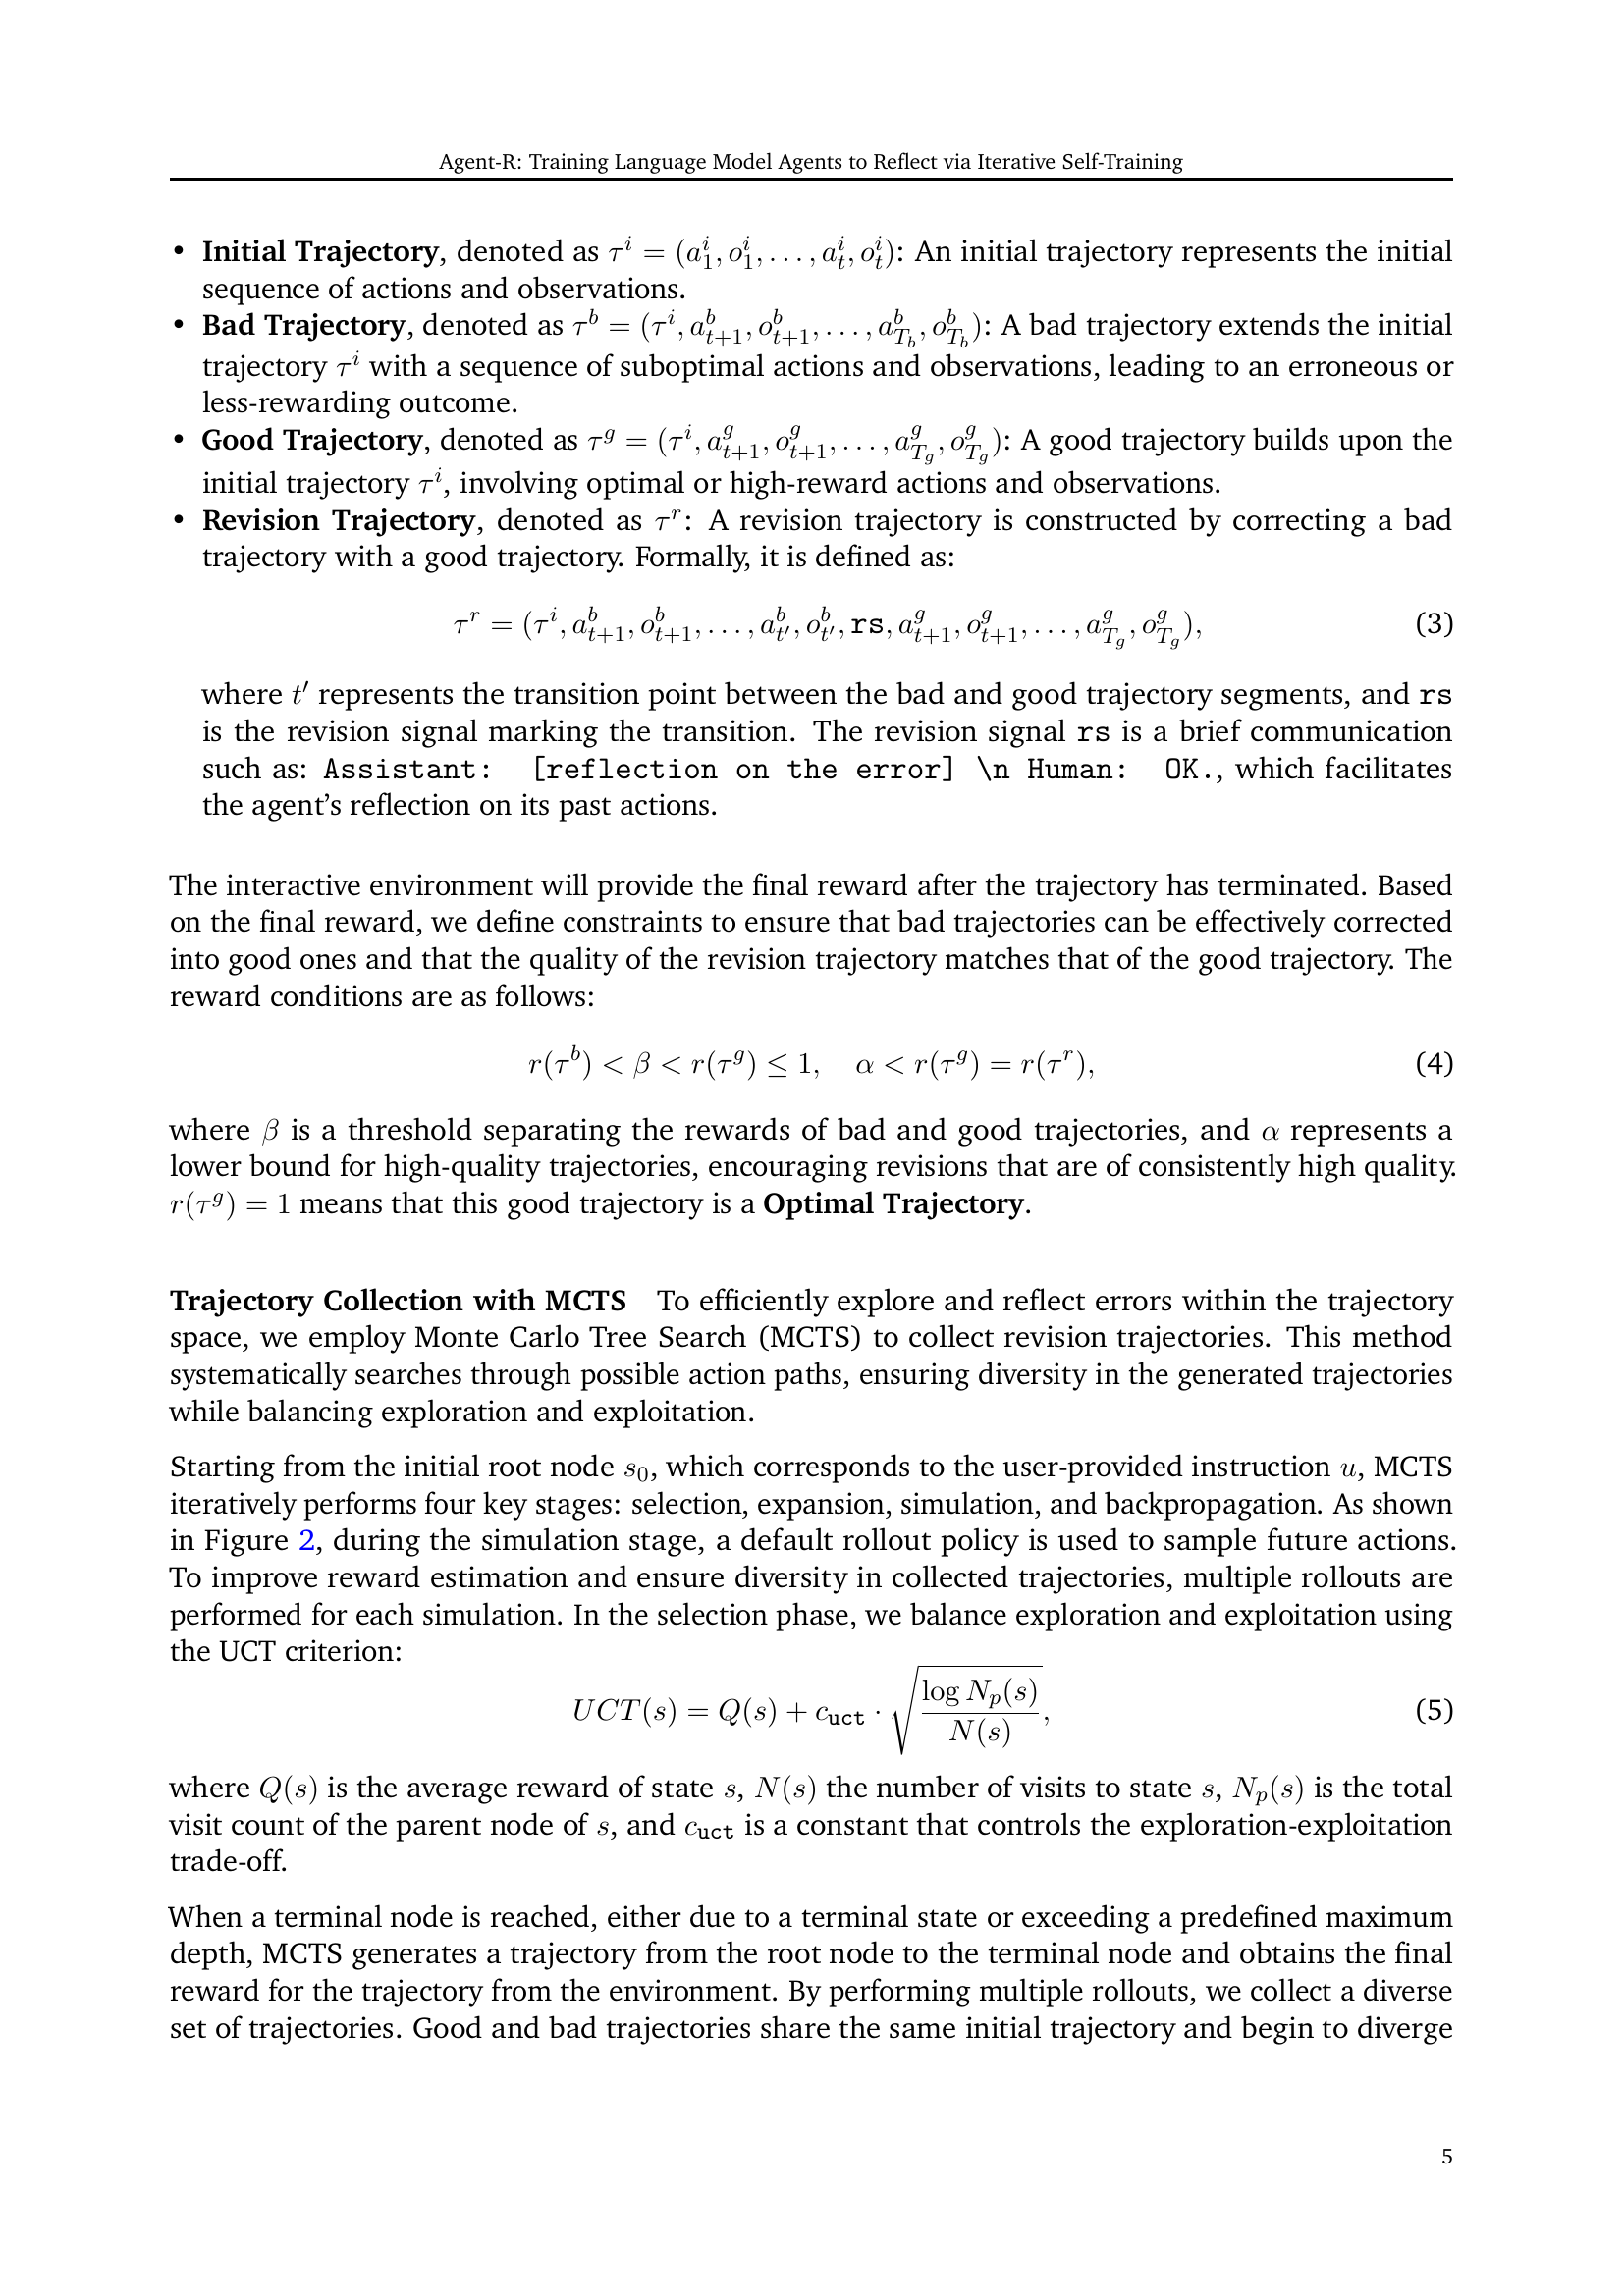 Agent-R: Training Language Model Agents to Reflect via Iterative Self-Training
• Initial Trajectory, denoted as $\tau^i = (a_1^i, o_1^i, \ldots, a_t^i, o_t^i)$: An initial trajectory represents the initial
sequence of actions and observations.
• Bad Trajectory, denoted as $\tau^b = (\tau^i, a_{t+1}^b, o_{t+1}^b, \ldots, a_{T_b}^b, o_{T_b}^b)$: A bad trajectory extends the initial
trajectory $\tau^i$ with a sequence of suboptimal actions and observations, leading to an erroneous or
less-rewarding outcome.
• Good Trajectory, denoted as $\tau^g = (\tau^i, a_{t+1}^g, o_{t+1}^g, \ldots, a_{T_g}^g, o_{T_g}^g)$: A good trajectory builds upon the
initial trajectory $\tau^i$, involving optimal or high-reward actions and observations.
• Revision Trajectory, denoted as $\tau^r$: A revision trajectory is constructed by correcting a bad
trajectory with a good trajectory. Formally, it is defined as:
$\tau^r = (\tau^i, a_{t+1}^b, o_{t+1}^b, \ldots, a_{t'}^b, o_{t'}^b, \texttt{rs}, a_{t+1}^g, o_{t+1}^g, \ldots, a_{T_g}^g, o_{T_g}^g),$ (3)
where $t'$ represents the transition point between the bad and good trajectory segments, and rs
is the revision signal marking the transition. The revision signal rs is a brief communication
such as: Assistant: [reflection on the error] \n Human: OK., which facilitates
the agent's reflection on its past actions.
The interactive environment will provide the final reward after the trajectory has terminated. Based
on the final reward, we define constraints to ensure that bad trajectories can be effectively corrected
into good ones and that the quality of the revision trajectory matches that of the good trajectory. The
reward conditions are as follows:
$r(\tau^b) < \beta < r(\tau^g) \leq 1, \quad \alpha < r(\tau^g) = r(\tau^r),$ (4)
where $\beta$ is a threshold separating the rewards of bad and good trajectories, and $\alpha$ represents a
lower bound for high-quality trajectories, encouraging revisions that are of consistently high quality.
$r(\tau^g) = 1$ means that this good trajectory is a Optimal Trajectory.
Trajectory Collection with MCTS To efficiently explore and reflect errors within the trajectory
space, we employ Monte Carlo Tree Search (MCTS) to collect revision trajectories. This method
systematically searches through possible action paths, ensuring diversity in the generated trajectories
while balancing exploration and exploitation.
Starting from the initial root node $s_0$, which corresponds to the user-provided instruction $u$, MCTS
iteratively performs four key stages: selection, expansion, simulation, and backpropagation. As shown
in Figure 2, during the simulation stage, a default rollout policy is used to sample future actions.
To improve reward estimation and ensure diversity in collected trajectories, multiple rollouts are
performed for each simulation. In the selection phase, we balance exploration and exploitation using
the UCT criterion:
$UCT(s) = Q(s) + c_{\texttt{uct}} \cdot \sqrt{\frac{\log N_p(s)}{N(s)}},$ (5)
where $Q(s)$ is the average reward of state $s$, $N(s)$ the number of visits to state $s$, $N_p(s)$ is the total
visit count of the parent node of $s$, and $c_{\texttt{uct}}$ is a constant that controls the exploration-exploitation
trade-off.
When a terminal node is reached, either due to a terminal state or exceeding a predefined maximum
depth, MCTS generates a trajectory from the root node to the terminal node and obtains the final
reward for the trajectory from the environment. By performing multiple rollouts, we collect a diverse
set of trajectories. Good and bad trajectories share the same initial trajectory and begin to diverge
5